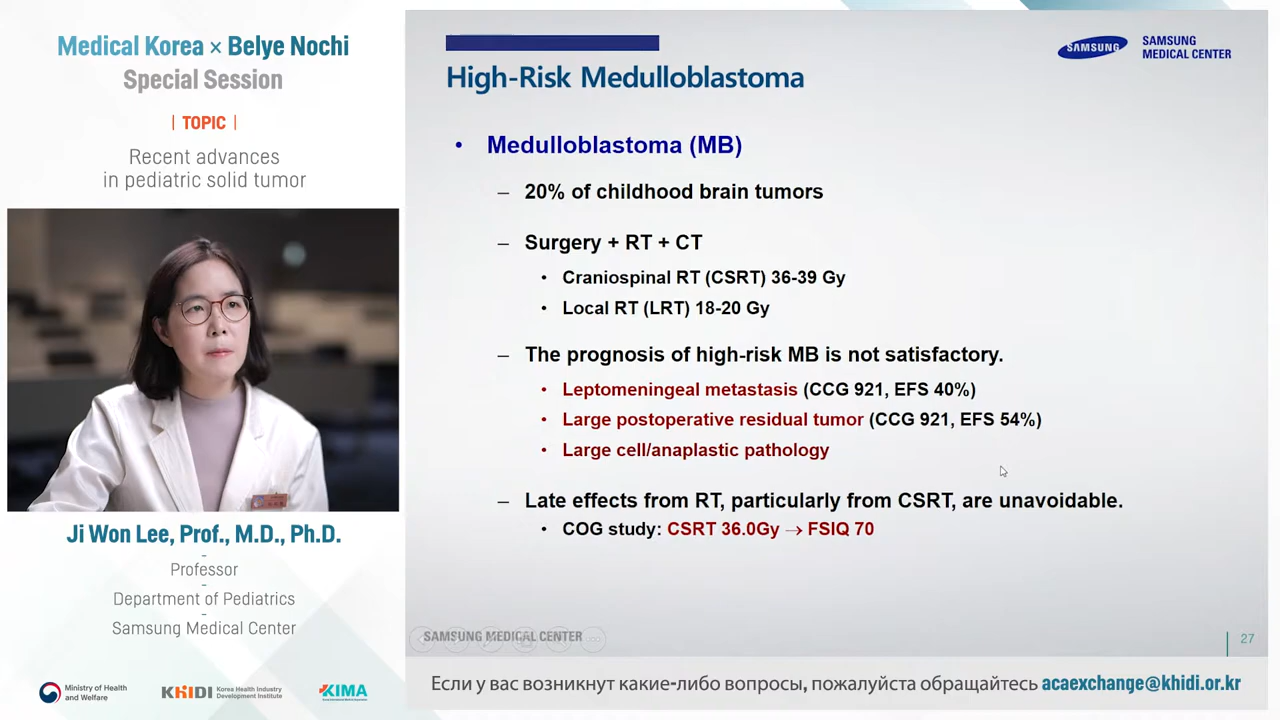 Medical Korea × Belye Nochi
Special Session
| TOPIC |
Recent advances
in pediatric solid tumor
Ji Won Lee, Prof., M.D., Ph.D.
-
Professor
-
Department of Pediatrics
-
Samsung Medical Center
Ministry of Health
and Welfare
KHIDI Korea Health Industry
Development Institute
KIMA
SAMSUNG
SAMSUNG
MEDICAL CENTER
High-Risk Medulloblastoma
• Medulloblastoma (MB)
– 20% of childhood brain tumors
– Surgery + RT + CT
• Craniospinal RT (CSRT) 36-39 Gy
• Local RT (LRT) 18-20 Gy
– The prognosis of high-risk MB is not satisfactory.
• Leptomeningeal metastasis (CCG 921, EFS 40%)
• Large postoperative residual tumor (CCG 921, EFS 54%)
• Large cell/anaplastic pathology
– Late effects from RT, particularly from CSRT, are unavoidable.
• COG study: CSRT 36.0Gy → FSIQ 70
SAMSUNG MEDICAL CENTER
27
Если у вас возникнут какие-либо вопросы, пожалуйста обращайтесь acaexchange@khidi.or.kr